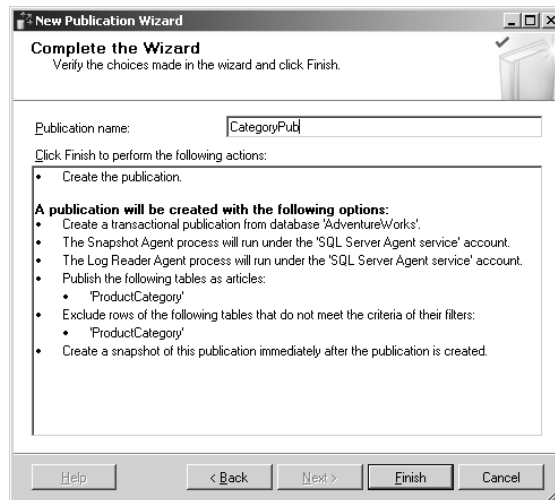 New Publication Wizard
Complete the Wizard
Verify the choices made in the wizard and click Finish.
Publication name:
CategoryPub
Click Finish to perform the following actions:
• Create the publication.
A publication will be created with the following options:
• Create a transactional publication from database 'AdventureWorks'.
• The Snapshot Agent process will run under the 'SQL Server Agent service' account.
• The Log Reader Agent process will run under the 'SQL Server Agent service' account.
• Publish the following tables as articles:
• 'ProductCategory'
• Exclude rows of the following tables that do not meet the criteria of their filters:
• 'ProductCategory'
• Create a snapshot of this publication immediately after the publication is created.
Help
< Back
Next >
Finish
Cancel